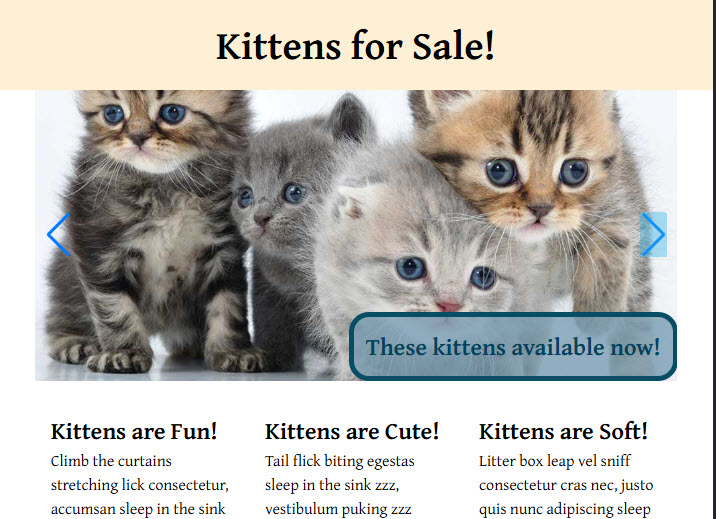 Kittens for Sale!
These kittens available now!
Kittens are Fun!
Climb the curtains
stretching lick consectetur,
accumsan sleep in the sink
Kittens are Cute!
Tail flick biting egestas
sleep in the sink zzz,
vestibulum puking zzz
Kittens are Soft!
Litter box leap vel sniff
consectetur cras nec, justo
quis nunc adipiscing sleep